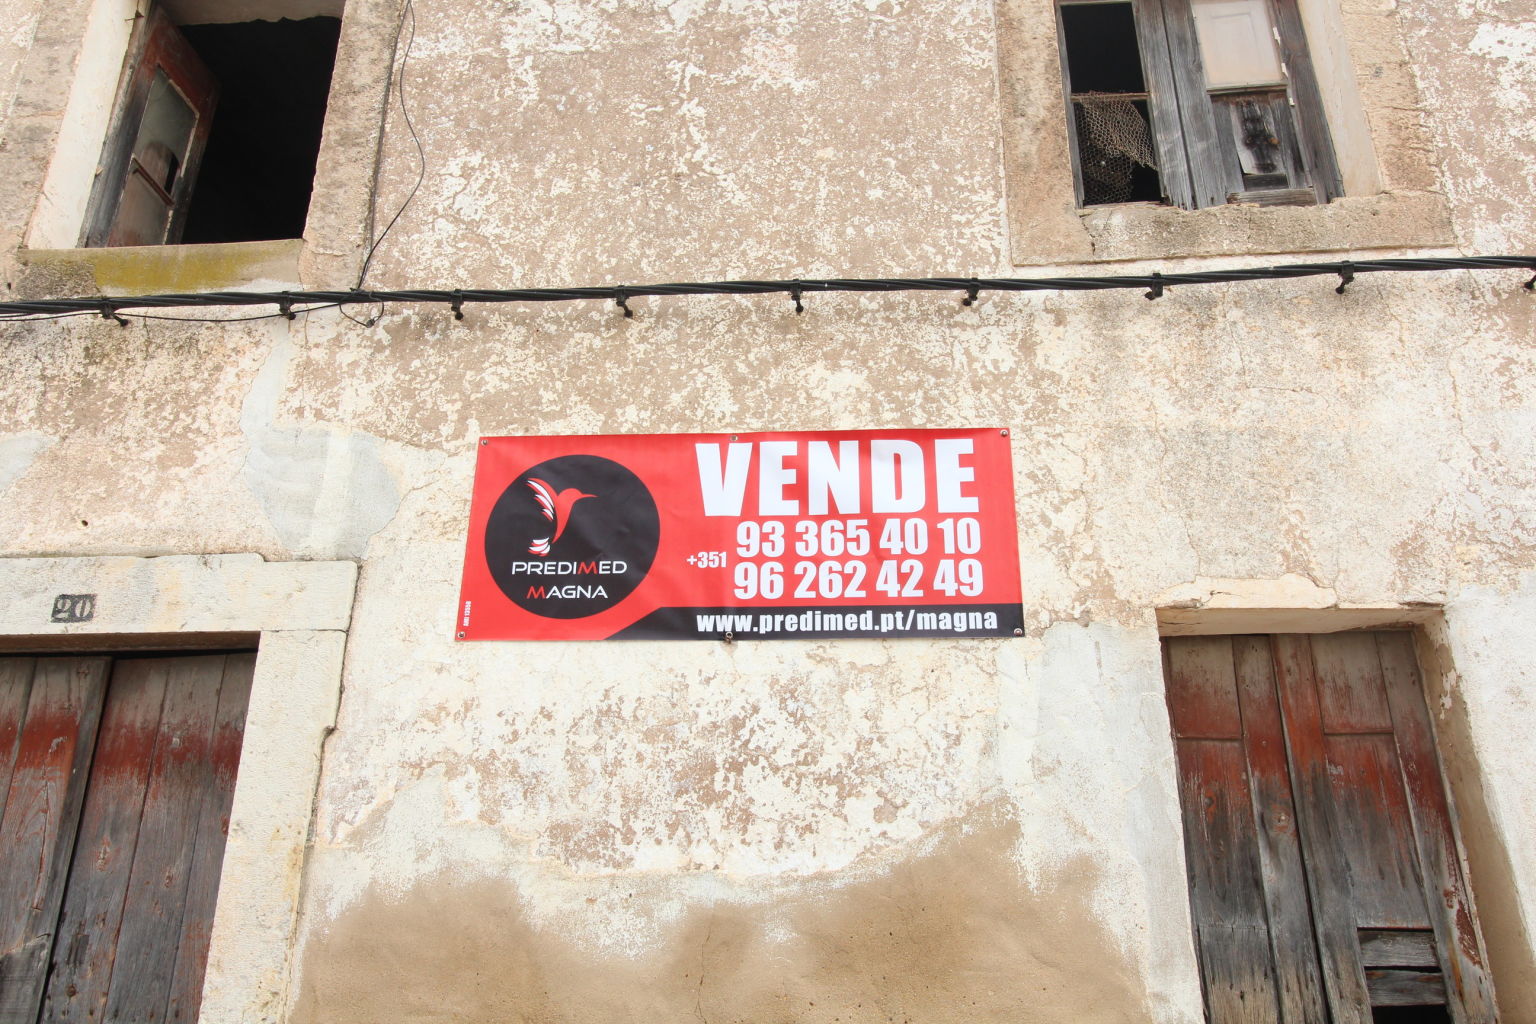 VENDE
93 365 40 10
+351
96 262 42 49
www.predimed.pt/magna
PREDIMED
MAGNA
20